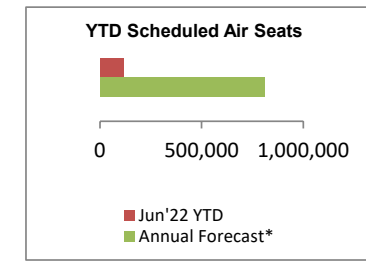 YTD Scheduled Air Seats
0 500,000 1,000,000
Jun'22 YTD
Annual Forecast*